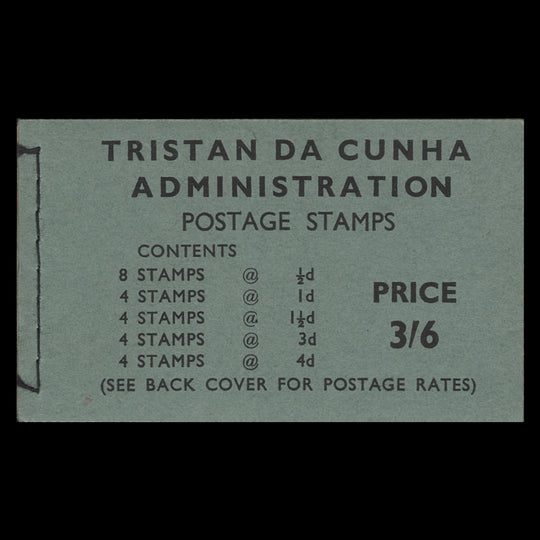 TRISTAN DA CUNHA
ADMINISTRATION
POSTAGE STAMPS
CONTENTS
8 STAMPS @ ½d
4 STAMPS @ 1d
4 STAMPS @ 1½d
4 STAMPS @ 3d
4 STAMPS @ 4d
PRICE
3/6
(SEE BACK COVER FOR POSTAGE RATES)